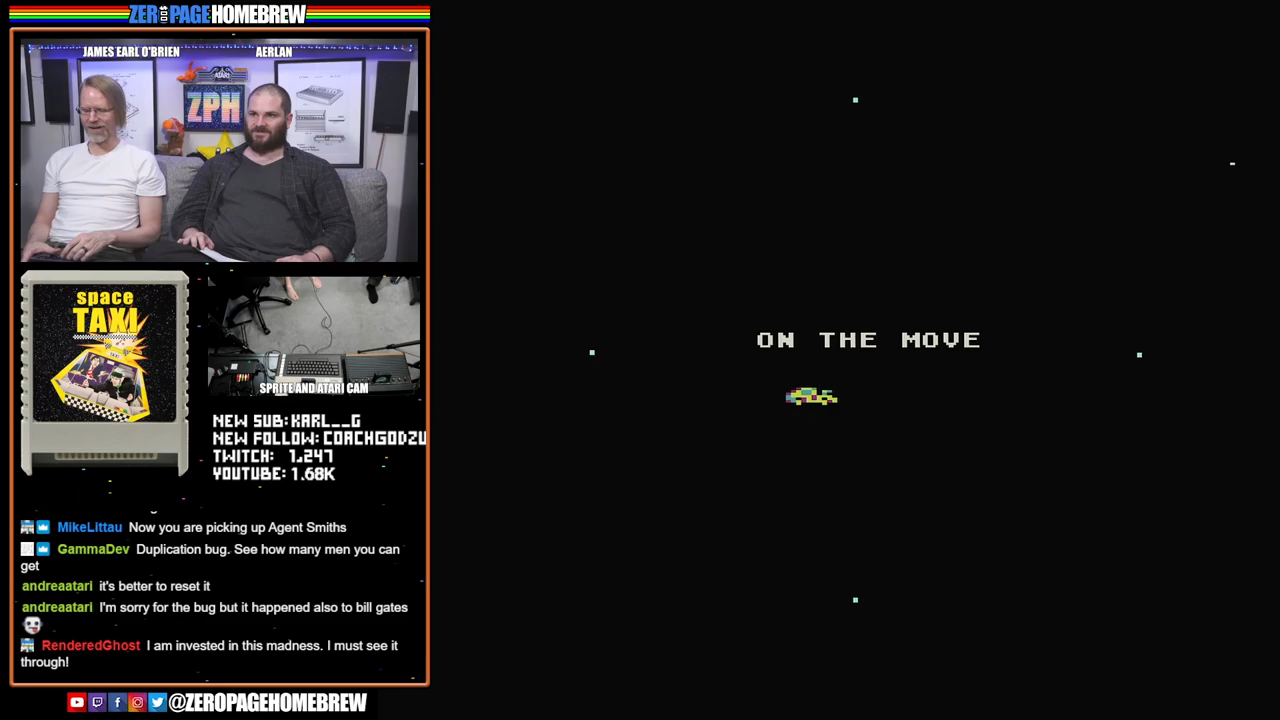 ZEROPAGE HOMEBREW
JAMES EARL O'BRIEN
AERLAN
ATARI
ZPH
space
TAXI
TAXI
SPRITE AND ATARI CAM
NEW SUB: KARL__G
NEW FOLLOW: COACHGODZU
TWITCH: 1,247
YOUTUBE: 1.68K
MikeLittau Now you are picking up Agent Smiths
GammaDev Duplication bug. See how many men you can
get
andreaatari it's better to reset it
andreaatari I'm sorry for the bug but it happened also to bill gates
RenderedGhost I am invested in this madness. I must see it
through!
@ZEROPAGEHOMEBREW
ON THE MOVE